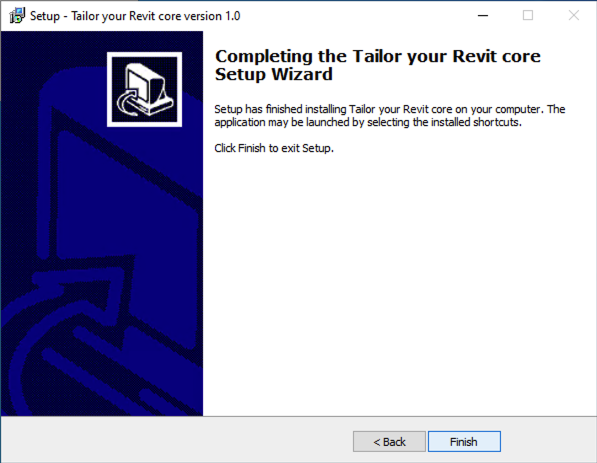 Setup - Tailor your Revit core version 1.0
Completing the Tailor your Revit core
Setup Wizard
Setup has finished installing Tailor your Revit core on your computer. The
application may be launched by selecting the installed shortcuts.
Click Finish to exit Setup.
< Back
Finish